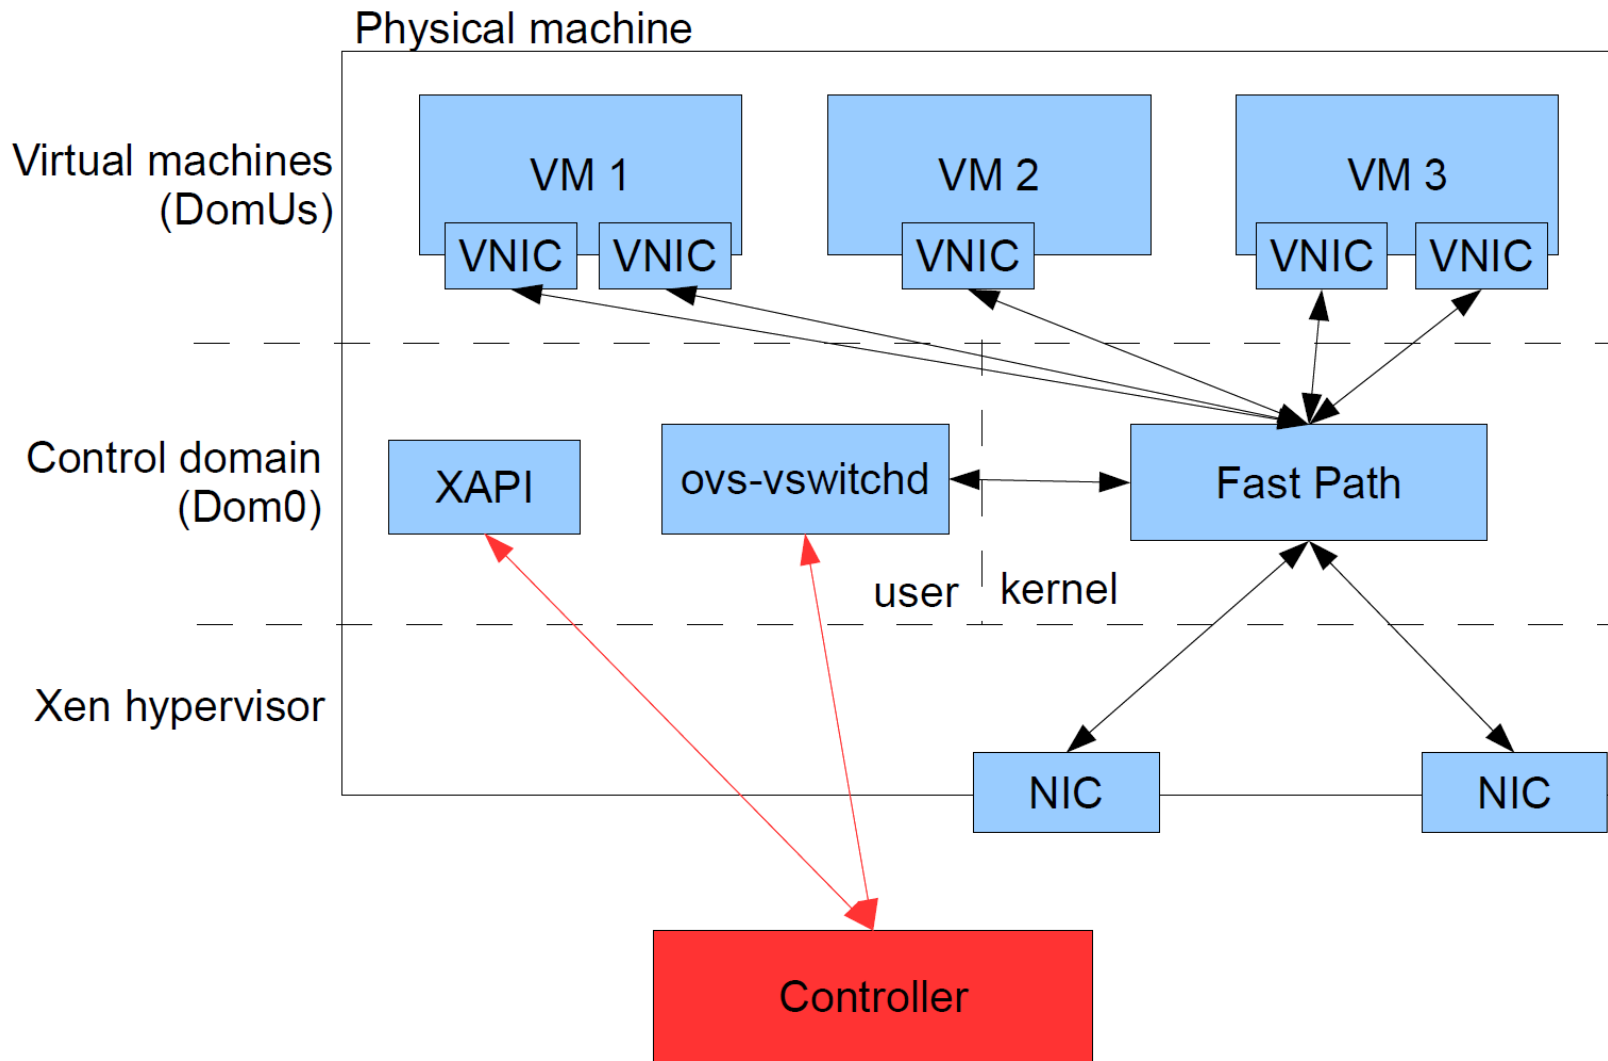 Physical machine
Virtual machines
(DomUs)
VM 1
VM 2
VM 3
VNIC
VNIC
VNIC
VNIC
VNIC
Control domain
(Dom0)
XAPI
ovs-vswitchd
Fast Path
user
kernel
Xen hypervisor
NIC
NIC
Controller